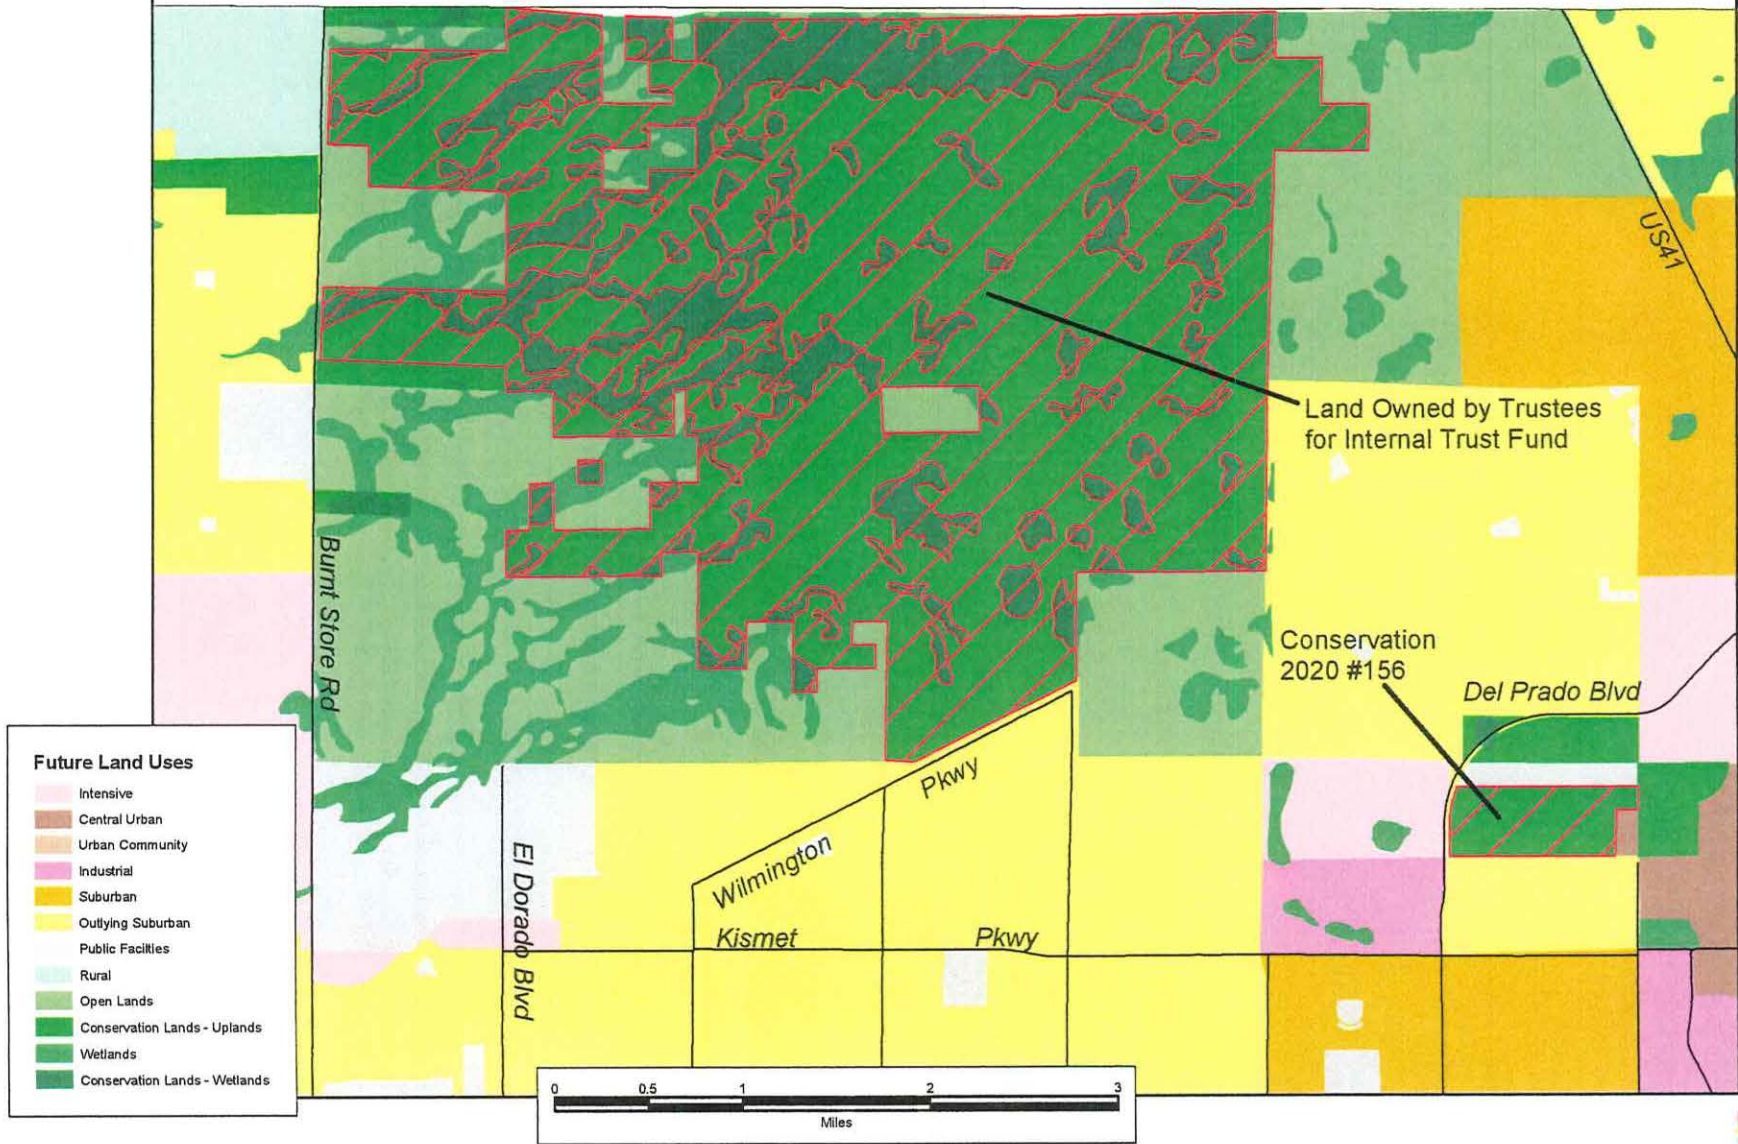 US41
Land Owned by Trustees
for Internal Trust Fund
Burnt Store Rd
Conservation
2020 #156
Del Prado Blvd
Future Land Uses
Intensive
Central Urban
Urban Community
Industrial
Suburban
Outlying Suburban
Public Facilties
Rural
Open Lands
Conservation Lands - Uplands
Wetlands
Conservation Lands - Wetlands
El Dorado Blvd
Wilmington
Pkwy
Kismet
Pkwy
0 0.5 1 2 3
Miles